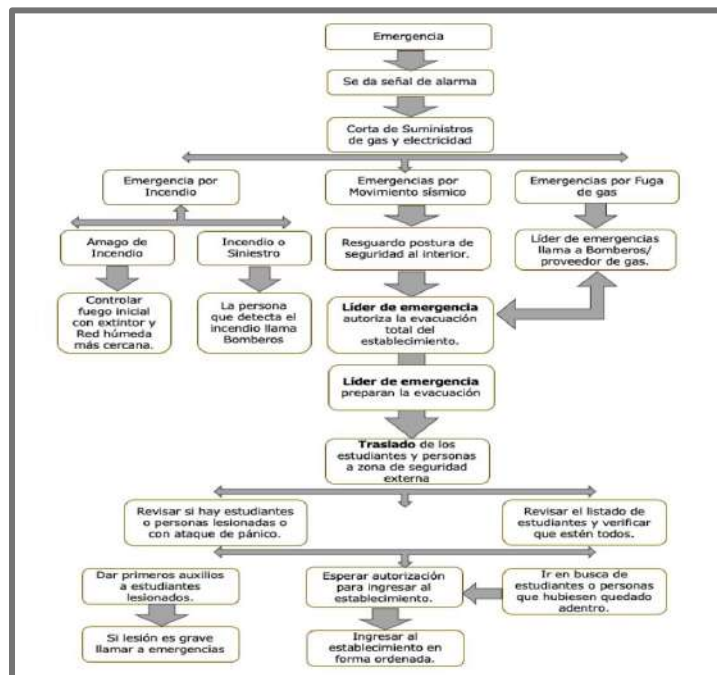 Emergencia
Se da señal de alarma
Corta de Suministros
de gas y electricidad
Emergencia por
Incendio
Emergencias por
Movimiento sísmico
Emergencias por Fuga
de gas
Amago de
Incendio
Incendio o
Siniestro
Resguardo postura de
seguridad al interior.
Líder de emergencias
llama a Bomberos/
proveedor de gas.
Controlar
fuego inicial
con extintor y
Red húmeda
más cercana.
La persona
que detecta el
incendio llama
Bomberos
Líder de emergencia
autoriza la evacuación
total del
establecimiento.
Líder de emergencia
preparan la evacuación
Traslado de los
estudiantes y personas
a zona de seguridad
externa
Revisar si hay estudiantes
o personas lesionadas o
con ataque de pánico.
Revisar el listado de
estudiantes y verificar
que estén todos.
Dar primeros auxilios
a estudiantes
lesionados.
Esperar autorización
para ingresar al
establecimiento.
Ir en busca de
estudiantes o personas
que hubiesen quedado
adentro.
Si lesión es grave
llamar a emergencias
Ingresar al
establecimiento en
forma ordenada.